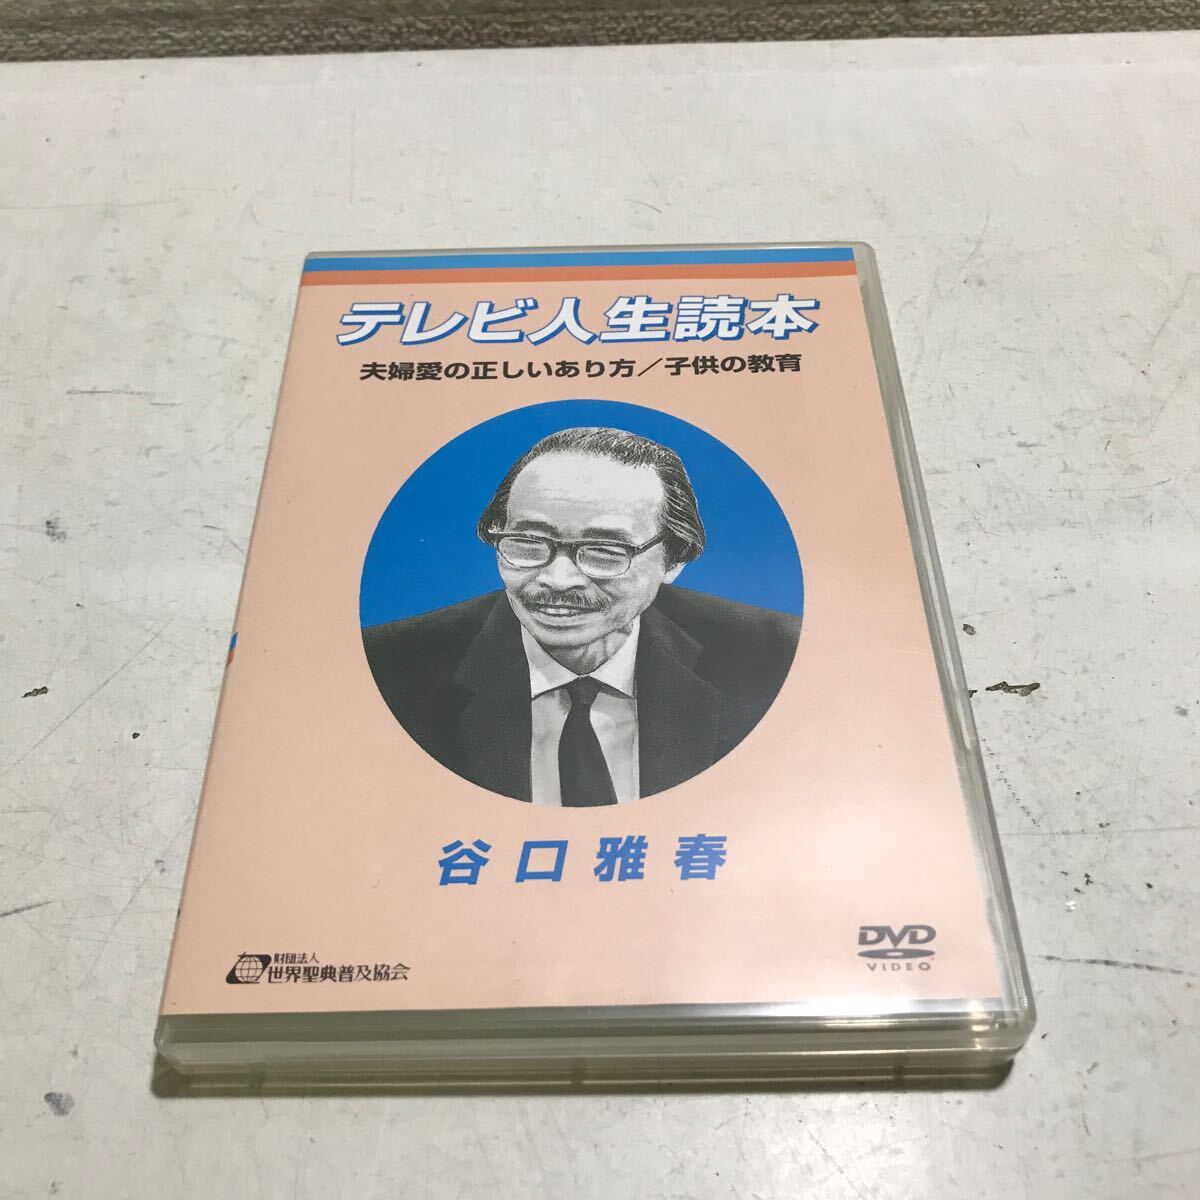 テレビ人生読本
夫婦愛の正しいあり方／子供の教育
谷口雅春
財団法人
世界聖典普及協会
DVD
VIDEO